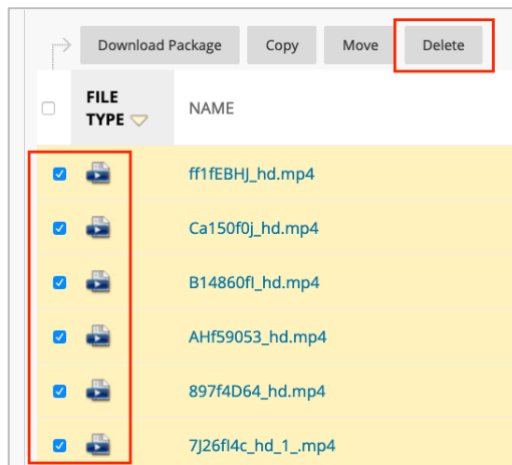 Download Package Copy Move Delete
FILE
TYPE NAME
ff1fEBHJ_hd.mp4
Ca150f0j_hd.mp4
B14860fI_hd.mp4
AHf59053_hd.mp4
897f4D64_hd.mp4
7J26fI4c_hd_1_.mp4